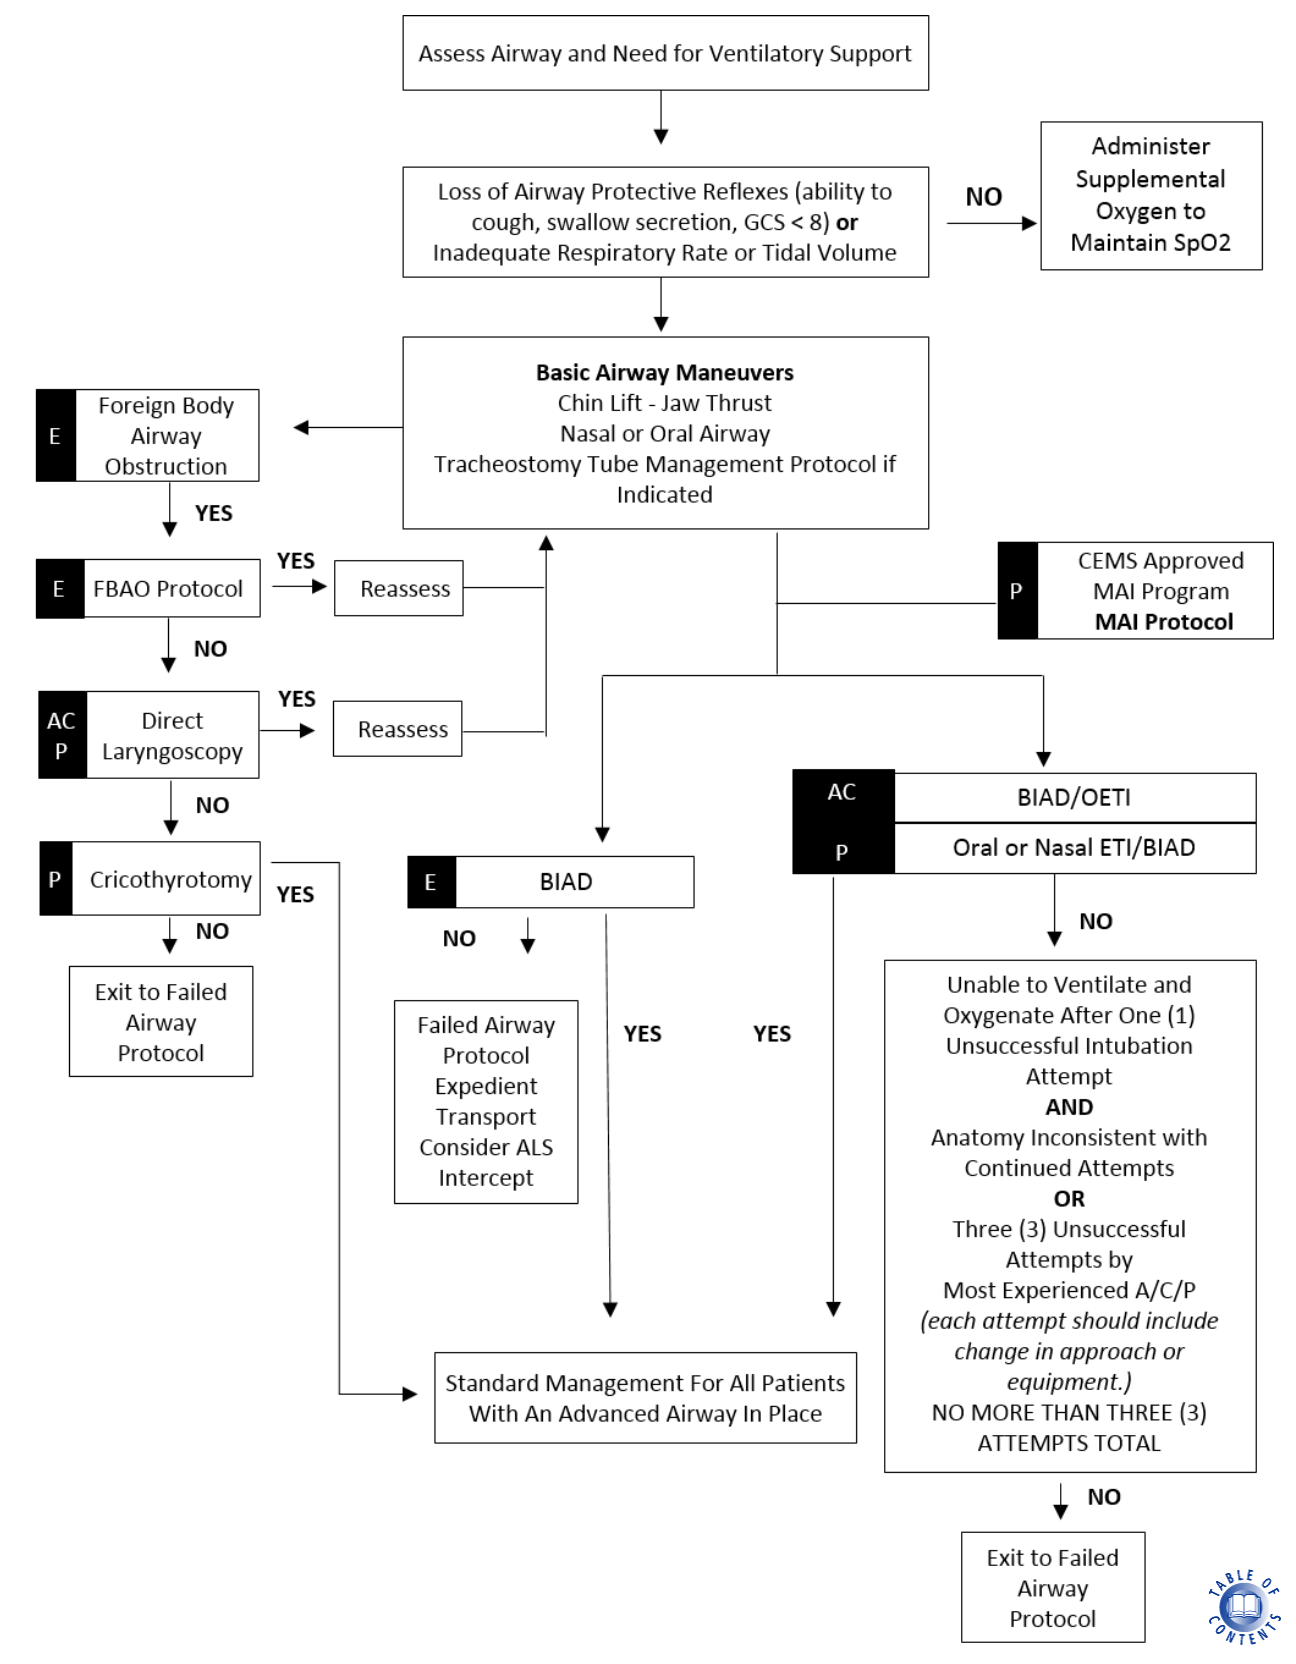 Assess Airway and Need for Ventilatory Support
Loss of Airway Protective Reflexes (ability to
cough, swallow secretion, GCS < 8) or
Inadequate Respiratory Rate or Tidal Volume
NO
Administer
Supplemental
Oxygen to
Maintain SpO2
Basic Airway Maneuvers
Chin Lift - Jaw Thrust
Nasal or Oral Airway
Tracheostomy Tube Management Protocol if
Indicated
E
Foreign Body
Airway
Obstruction
YES
E
FBAO Protocol
YES
Reassess
NO
AC
P
Direct
Laryngoscopy
YES
Reassess
NO
P
Cricothyrotomy
YES
NO
Exit to Failed
Airway
Protocol
P
CEMS Approved
MAI Program
MAI Protocol
E
BIAD
NO
Failed Airway
Protocol
Expedient
Transport
Consider ALS
Intercept
YES
YES
AC
P
BIAD/OETI
Oral or Nasal ETI/BIAD
NO
Unable to Ventilate and
Oxygenate After One (1)
Unsuccessful Intubation
Attempt
AND
Anatomy Inconsistent with
Continued Attempts
OR
Three (3) Unsuccessful
Attempts by
Most Experienced A/C/P
(each attempt should include
change in approach or
equipment.)
NO MORE THAN THREE (3)
ATTEMPTS TOTAL
Standard Management For All Patients
With An Advanced Airway In Place
NO
Exit to Failed
Airway
Protocol
TABLE OF
CONTENTS